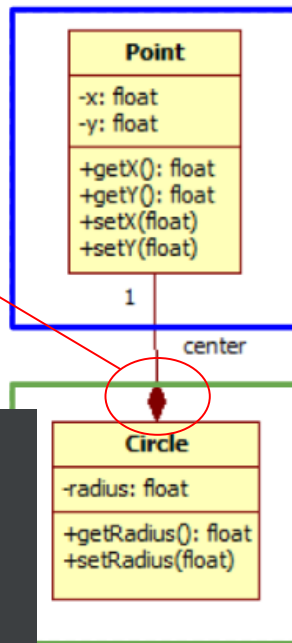 Point
-x: float
-y: float
+getX(): float
+getY(): float
+setX(float)
+setY(float)
1
center
Circle
-radius: float
+getRadius(): float
+setRadius(float)